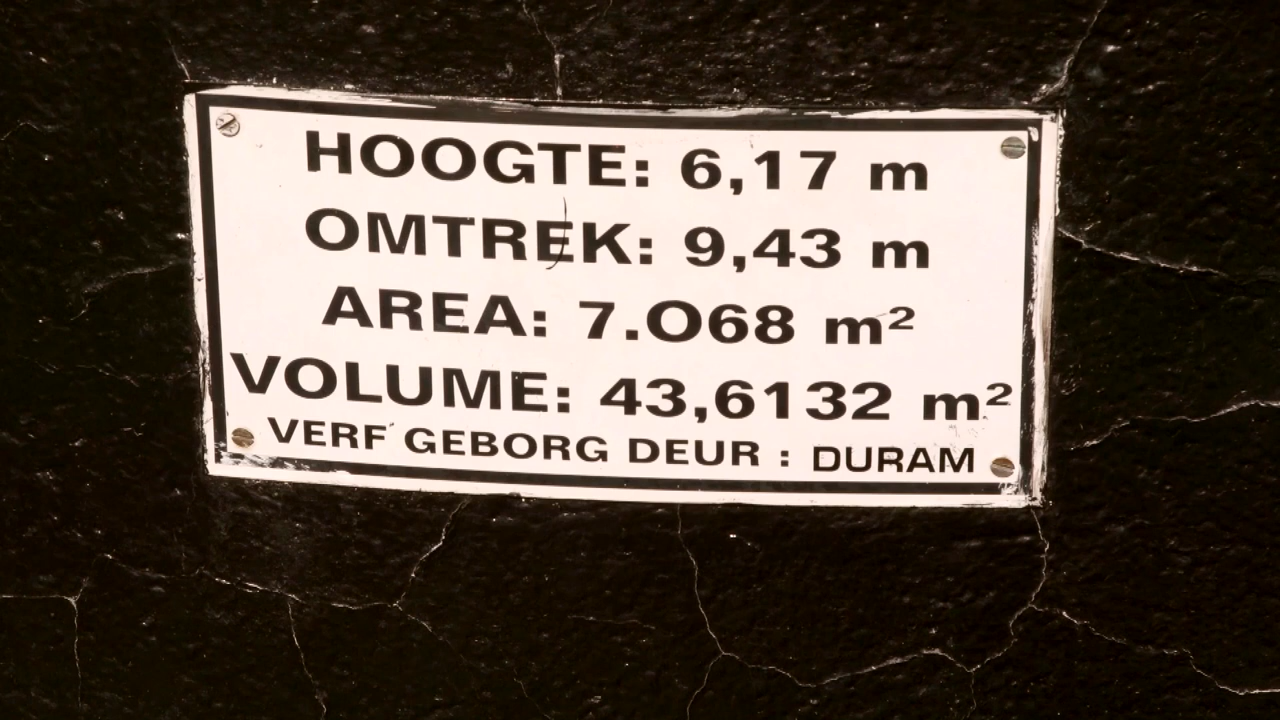 HOOGTE: 6,17 m
OMTREK: 9,43 m
AREA: 7.O68 m²
VOLUME: 43,6132 m²
VERF GEBORG DEUR : DURAM